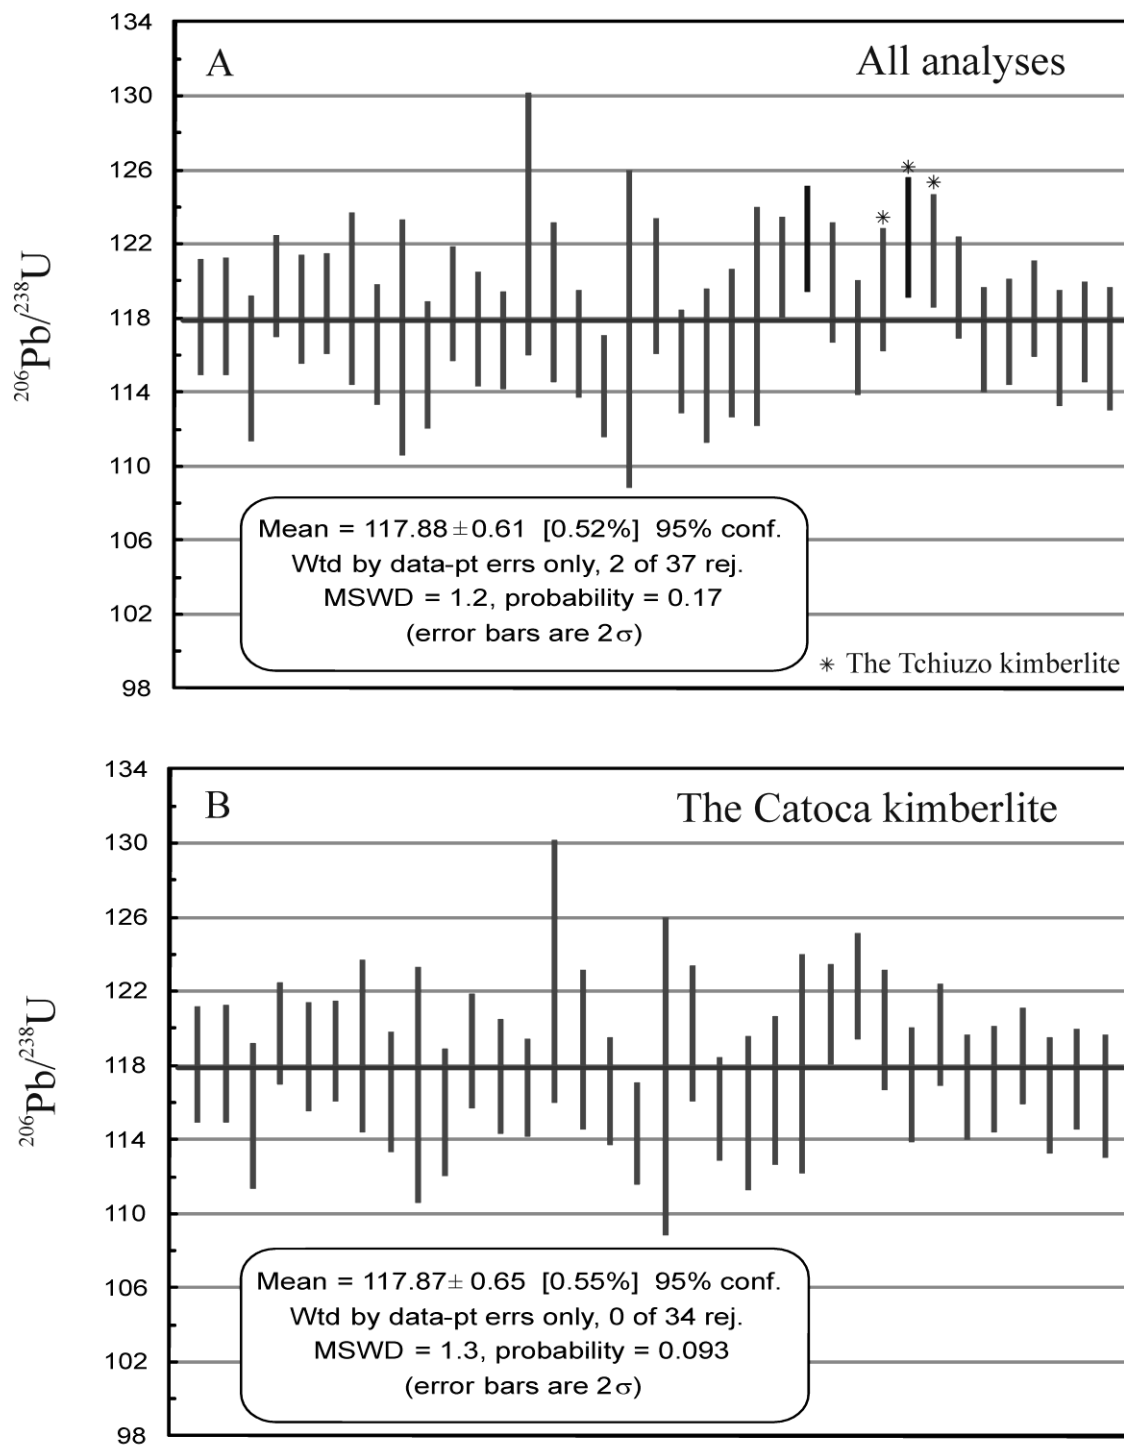 134
A
All analyses
130
126
122
118
114
110
106
102
98
²⁰⁶Pb/²³⁸U
Mean = 117.88 ± 0.61 [0.52%] 95% conf.
Wtd by data-pt errs only, 2 of 37 rej.
MSWD = 1.2, probability = 0.17
(error bars are 2σ)
* The Tchiuzo kimberlite
134
B
The Catoca kimberlite
130
126
122
118
114
110
106
102
98
²⁰⁶Pb/²³⁸U
Mean = 117.87± 0.65 [0.55%] 95% conf.
Wtd by data-pt errs only, 0 of 34 rej.
MSWD = 1.3, probability = 0.093
(error bars are 2σ)